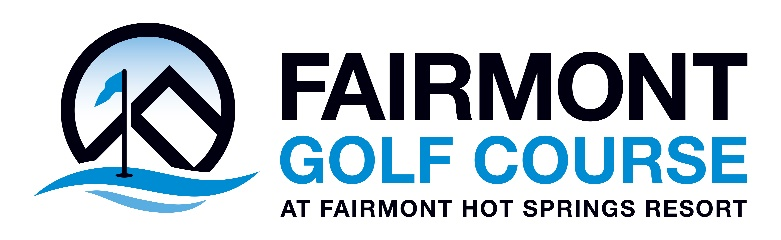 FAIRMONT
GOLF COURSE
AT FAIRMONT HOT SPRINGS RESORT